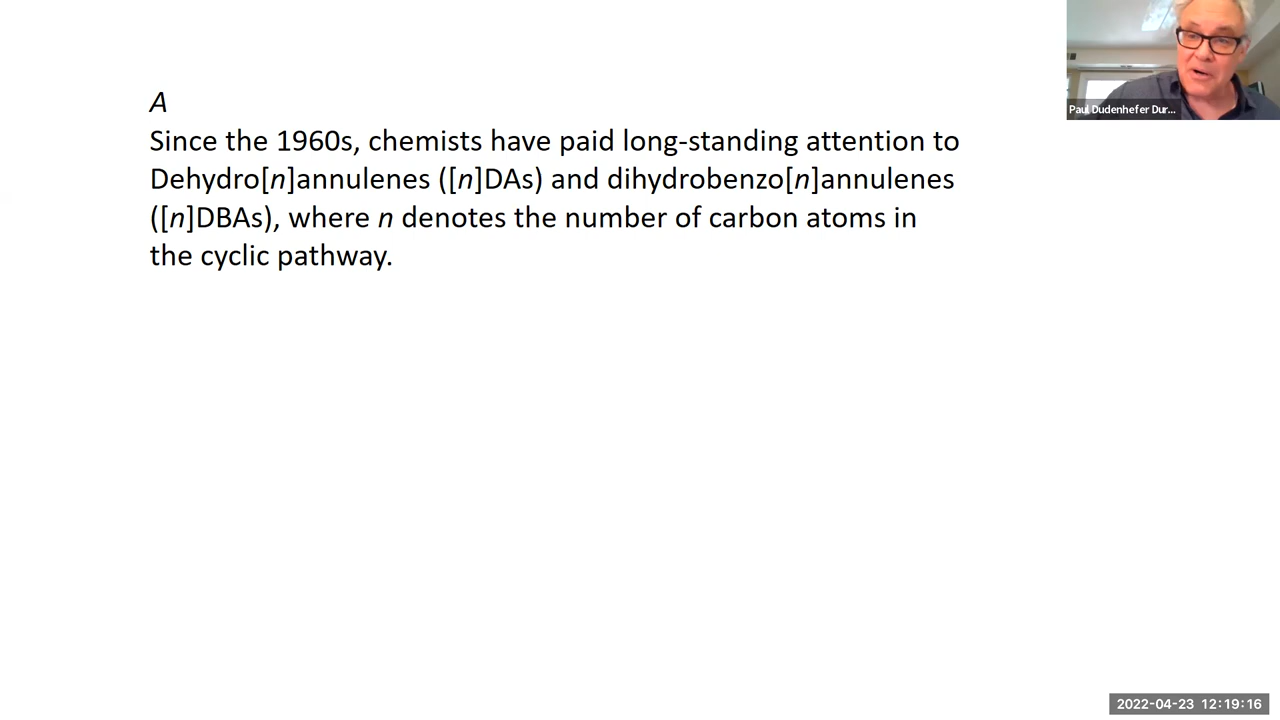 A
Since the 1960s, chemists have paid long-standing attention to
Dehydro[n]annulenes ([n]DAs) and dihydrobenzo[n]annulenes
([n]DBAs), where n denotes the number of carbon atoms in
the cyclic pathway.
Paul Dudenhefer Dur...
2022-04-23 12:19:16